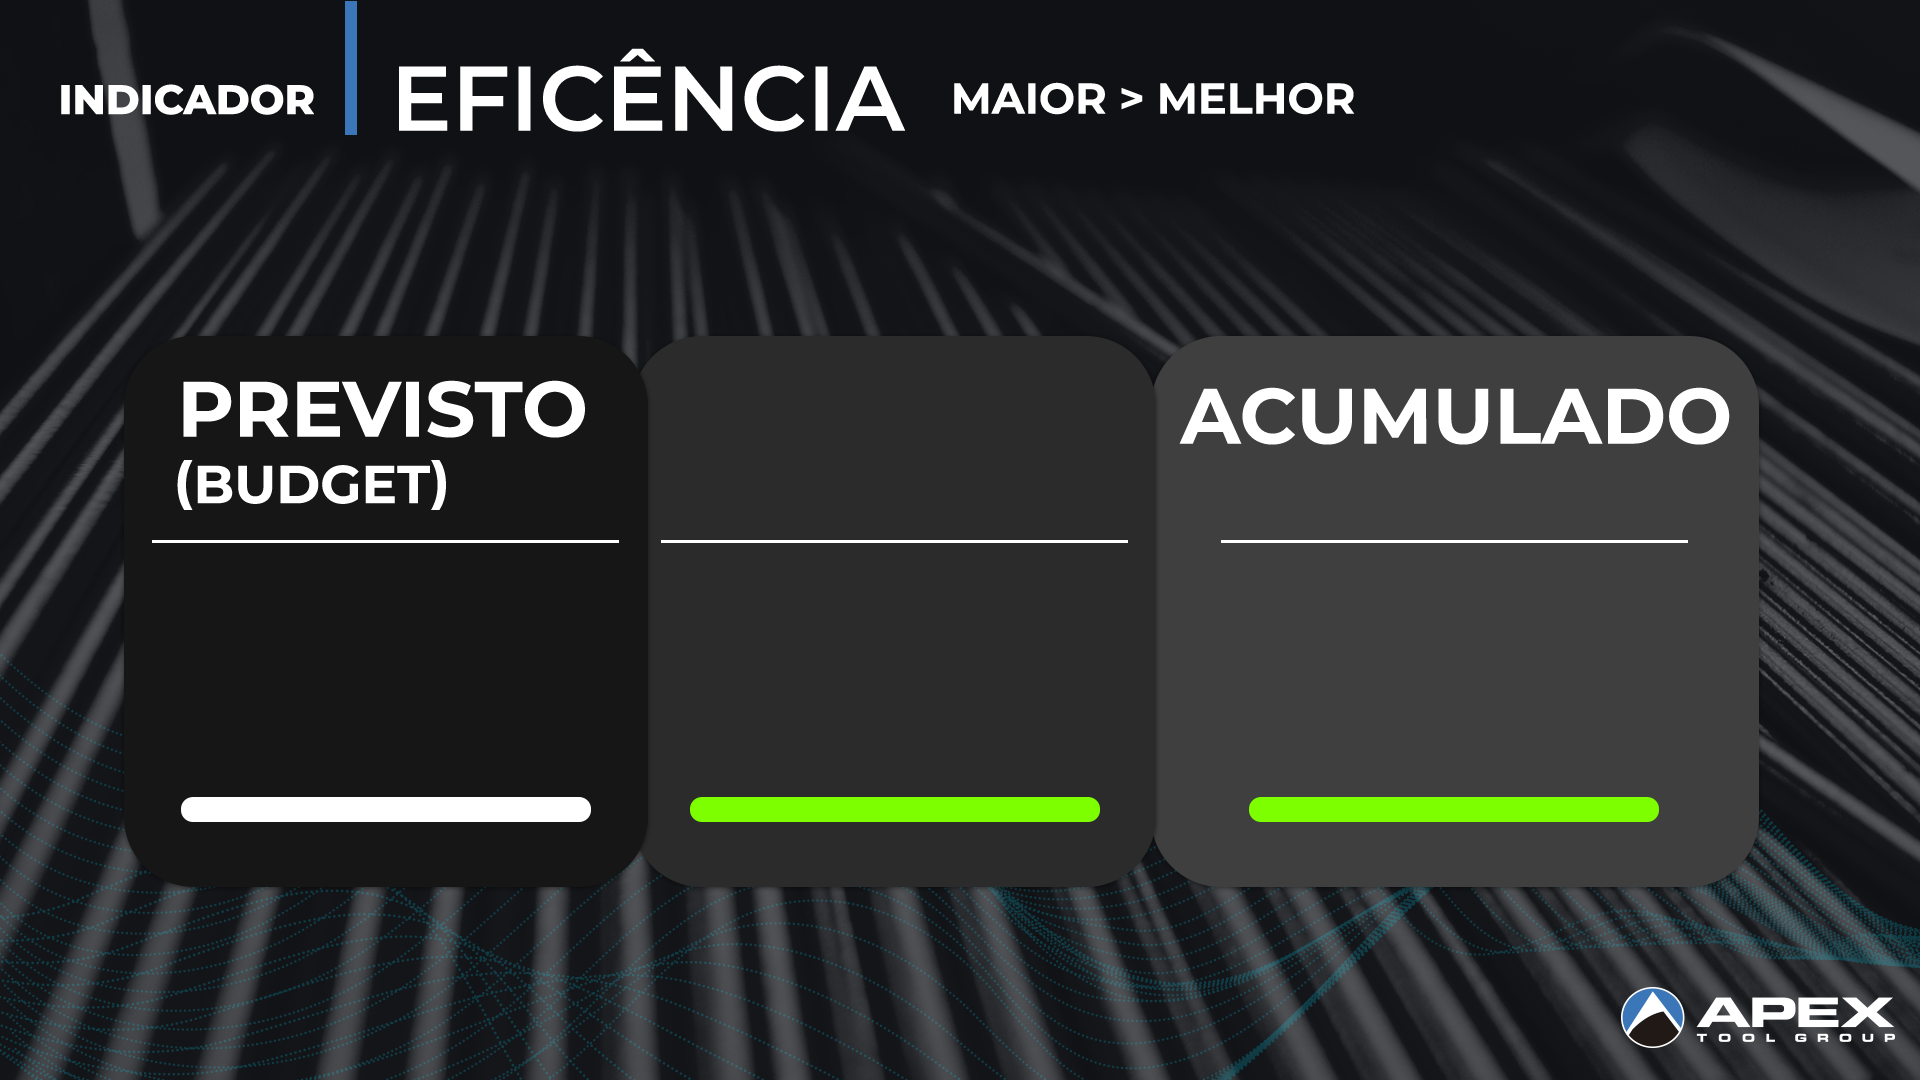 INDICADOR
EFICÊNCIA
MAIOR > MELHOR
PREVISTO
(BUDGET)
ACUMULADO
APEX
TOOL GROUP